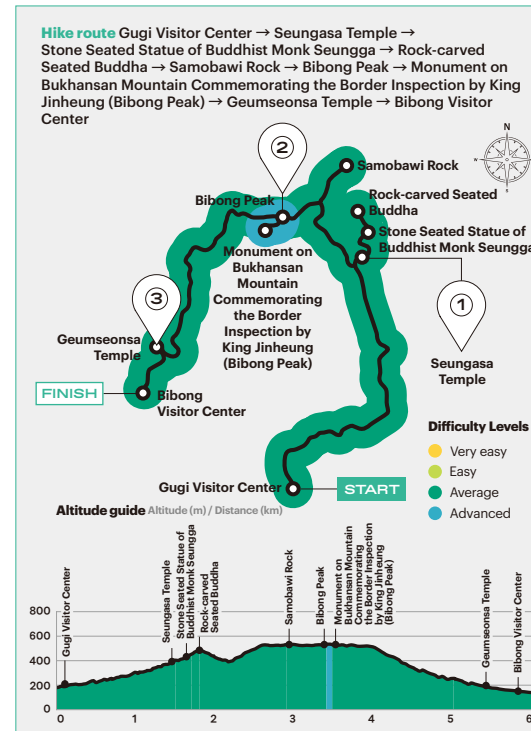 Hike route Gugi Visitor Center → Seungasa Temple →
Stone Seated Statue of Buddhist Monk Seungga → Rock-carved
Seated Buddha → Samobawi Rock → Bibong Peak → Monument on
Bukhansan Mountain Commemorating the Border Inspection by King
Jinheung (Bibong Peak) → Geumseonsa Temple → Bibong Visitor
Center
N
S
2
Samobawi Rock
Bibong Peak
Rock-carved Seated
Buddha
Stone Seated Statue of
Buddhist Monk Seungga
Monument on
Bukhansan
Mountain
Commemorating
the Border
Inspection by
King Jinheung
(Bibong Peak)
3
1
Geumseonsa
Temple
Seungasa
Temple
FINISH
Bibong
Visitor Center
Difficulty Levels
Very easy
Easy
Average
Advanced
Gugi Visitor Center
START
Altitude guide Altitude (m) / Distance (km)
Gugi Visitor Center
Seungasa Temple
Stone Seated Statue of
Buddhist Monk Seungga
Rock-carved
Seated Buddha
Samobawi Rock
Bibong Peak
Monument on
Bukhansan Mountain
Commemorating
the Border Inspection
by King Jinheung
(Bibong Peak)
Geumseonsa Temple
Bibong Visitor Center
800
600
400
200
0
0 1 2 3 4 5 6